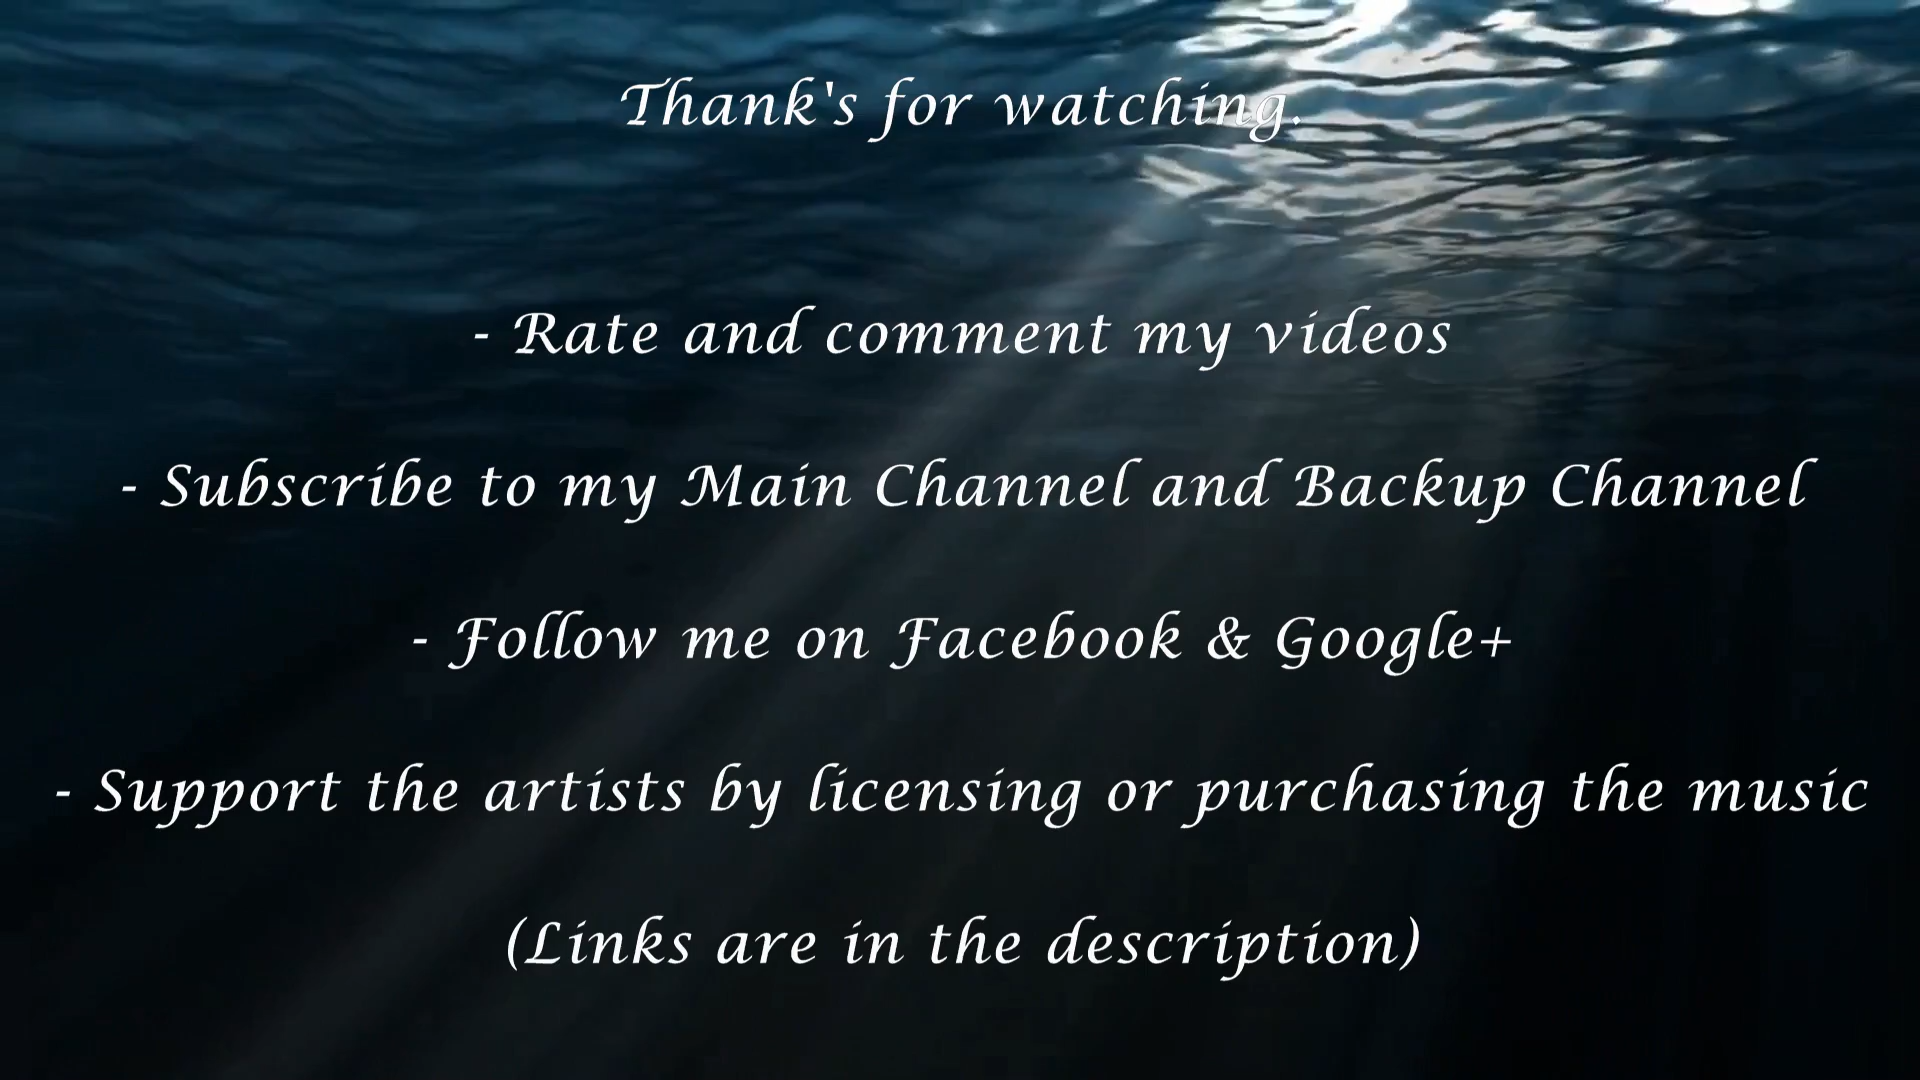 Thank's for watching.
- Rate and comment my videos
- Subscribe to my Main Channel and Backup Channel
- Follow me on Facebook & Google+
- Support the artists by licensing or purchasing the music
(Links are in the description)